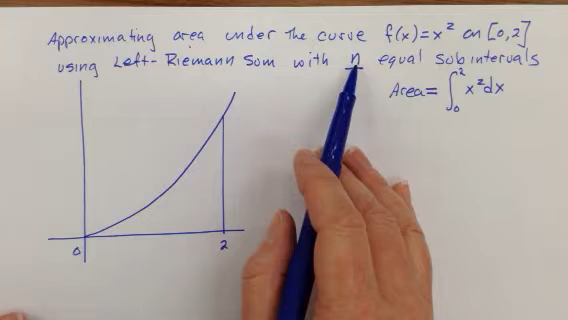 Approximating area under the curve f(x)=x² on [0,2]
using Left-Riemann Sum with n equal subintervals
Area= ∫₀² x²dx
0 2